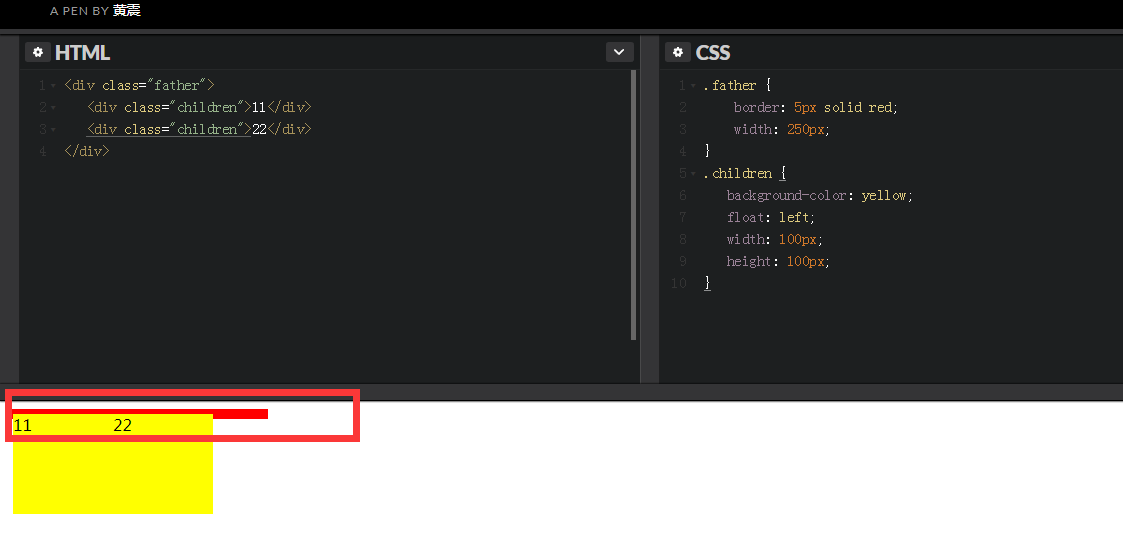 A PEN BY 黄震
HTML
1 <div class="father">
2 <div class="children">11</div>
3 <div class="children">22</div>
4 </div>
CSS
1 .father {
2 border: 5px solid red;
3 width: 250px;
4 }
5 .children {
6 background-color: yellow;
7 float: left;
8 width: 100px;
9 height: 100px;
10 }
11 22